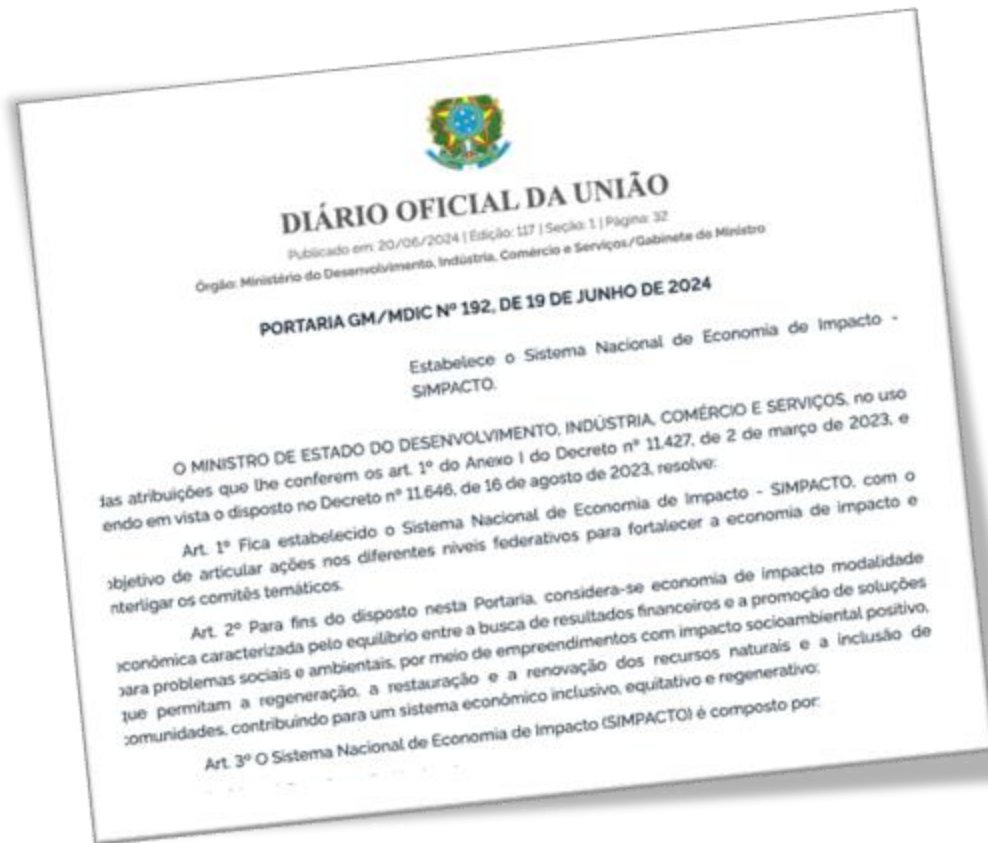 DIÁRIO OFICIAL DA UNIÃO
Publicado em: 20/06/2024 | Edição: 117 | Seção: 1 | Página: 32
Órgão: Ministério do Desenvolvimento, Indústria, Comércio e Serviços/Gabinete do Ministro
PORTARIA GM/MDIC Nº 192, DE 19 DE JUNHO DE 2024
Estabelece o Sistema Nacional de Economia de Impacto -
SIMPACTO.
O MINISTRO DE ESTADO DO DESENVOLVIMENTO, INDÚSTRIA, COMÉRCIO E SERVIÇOS, no uso
das atribuições que lhe conferem os art. 1º do Anexo I do Decreto nº 11.427, de 2 de março de 2023, e
endo em vista o disposto no Decreto nº 11.646, de 16 de agosto de 2023, resolve:
Art. 1º Fica estabelecido o Sistema Nacional de Economia de Impacto - SIMPACTO, com o
objetivo de articular ações nos diferentes níveis federativos para fortalecer a economia de impacto e
nterligar os comitês temáticos.
Art. 2º Para fins do disposto nesta Portaria, considera-se economia de impacto modalidade
econômica caracterizada pelo equilíbrio entre a busca de resultados financeiros e a promoção de soluções
para problemas sociais e ambientais, por meio de empreendimentos com impacto socioambiental positivo,
que permitam a regeneração, a restauração e a renovação dos recursos naturais e a inclusão de
comunidades, contribuindo para um sistema econômico inclusivo, equitativo e regenerativo;
Art. 3º O Sistema Nacional de Economia de Impacto (SIMPACTO) é composto por: